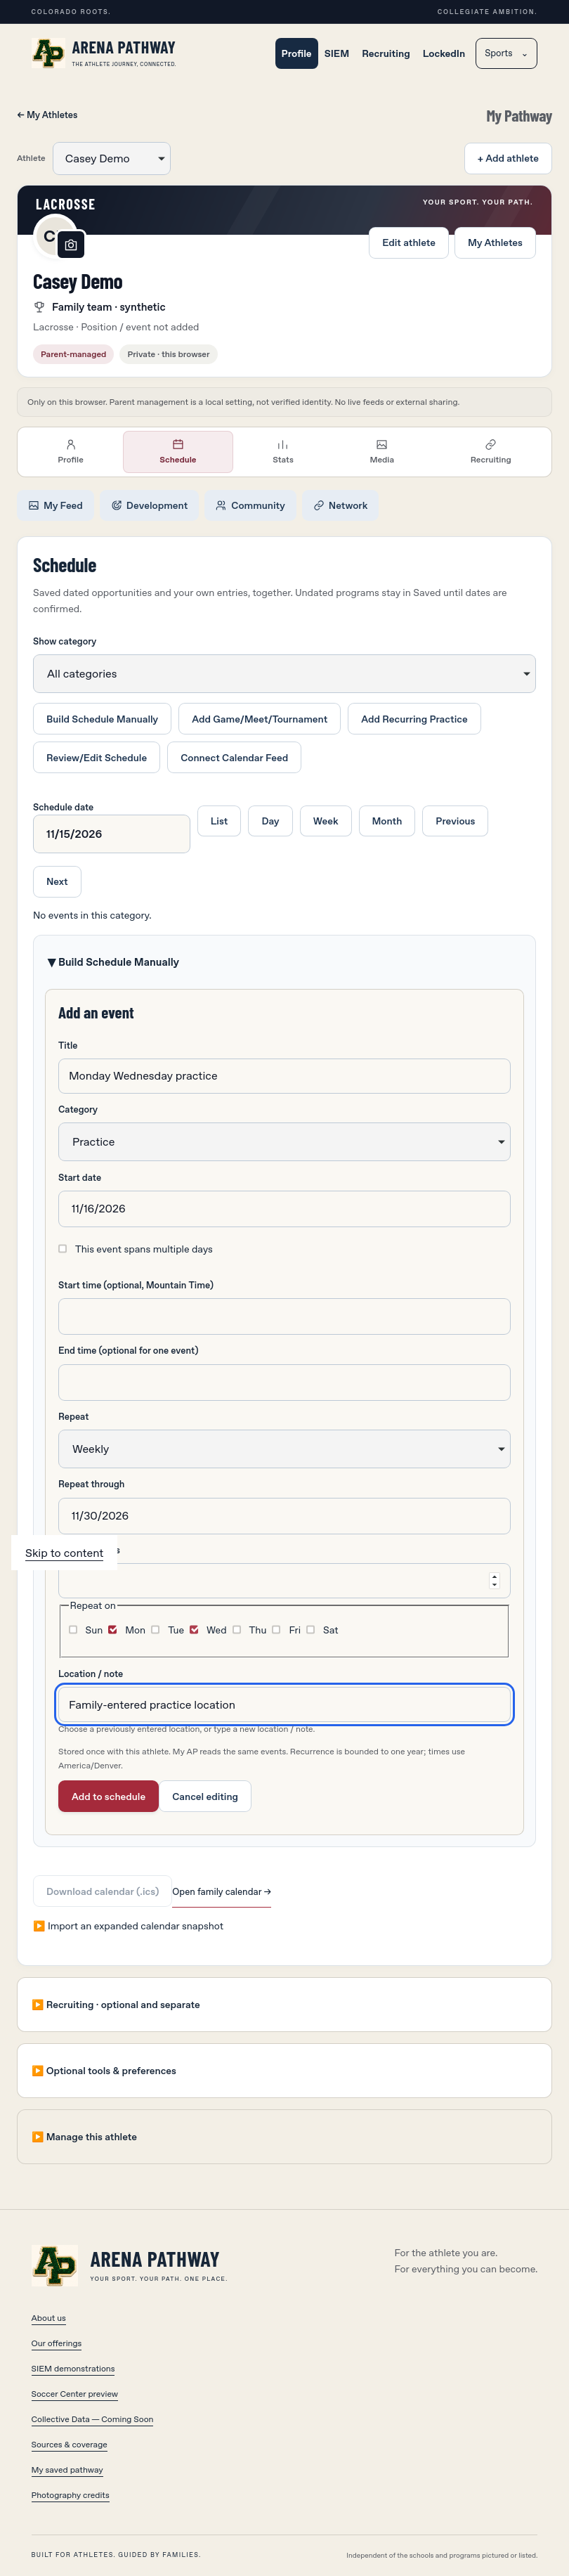 COLORADO ROOTS.
COLLEGIATE AMBITION.
AP ARENA PATHWAY
THE ATHLETE JOURNEY, CONNECTED.
Profile SIEM Recruiting LockedIn Sports
← My Athletes
My Pathway
Athlete Casey Demo
+ Add athlete
LACROSSE
YOUR SPORT. YOUR PATH.
C
Edit athlete My Athletes
Casey Demo
Family team · synthetic
Lacrosse · Position / event not added
Parent-managed Private · this browser
Only on this browser. Parent management is a local setting, not verified identity. No live feeds or external sharing.
Profile Schedule Stats Media Recruiting
My Feed Development Community Network
Schedule
Saved dated opportunities and your own entries, together. Undated programs stay in Saved until dates are
confirmed.
Show category
All categories
Build Schedule Manually Add Game/Meet/Tournament Add Recurring Practice
Review/Edit Schedule Connect Calendar Feed
Schedule date
11/15/2026 List Day Week Month Previous
Next
No events in this category.
▼ Build Schedule Manually
Add an event
Title
Monday Wednesday practice
Category
Practice
Start date
11/16/2026
This event spans multiple days
Start time (optional, Mountain Time)
End time (optional for one event)
Repeat
Weekly
Repeat through
11/30/2026
Skip to content
Repeat on
Sun Mon Tue Wed Thu Fri Sat
Location / note
Family-entered practice location
Choose a previously entered location, or type a new location / note.
Stored once with this athlete. My AP reads the same events. Recurrence is bounded to one year; times use
America/Denver.
Add to schedule Cancel editing
Download calendar (.ics) Open family calendar →
Import an expanded calendar snapshot
Recruiting · optional and separate
Optional tools & preferences
Manage this athlete
AP ARENA PATHWAY
YOUR SPORT. YOUR PATH. ONE PLACE.
For the athlete you are.
For everything you can become.
About us
Our offerings
SIEM demonstrations
Soccer Center preview
Collective Data — Coming Soon
Sources & coverage
My saved pathway
Photography credits
BUILT FOR ATHLETES. GUIDED BY FAMILIES.
Independent of the schools and programs pictured or listed.